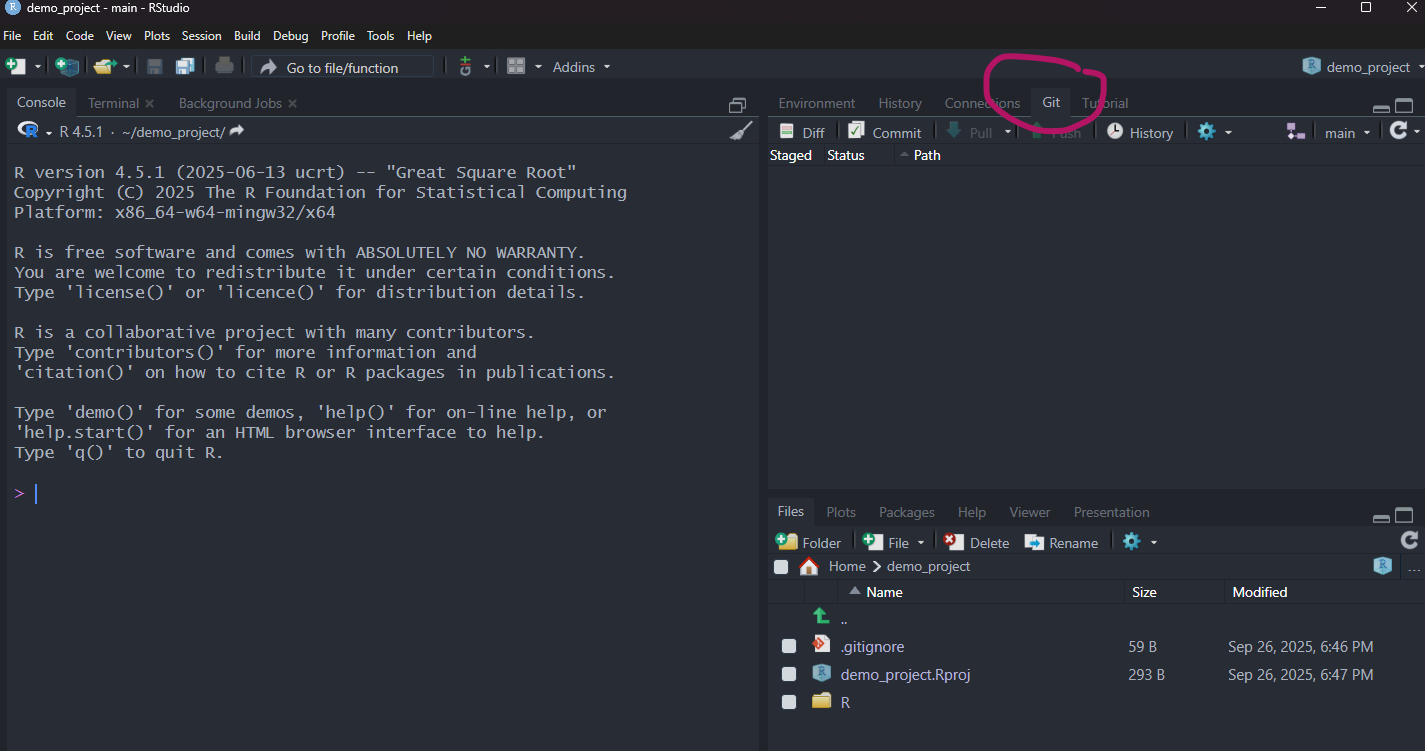 demo_project - main - RStudio
File Edit Code View Plots Session Build Debug Profile Tools Help
Go to file/function Addins demo_project
Console Terminal Background Jobs
R 4.5.1 · ~/demo_project/
R version 4.5.1 (2025-06-13 ucrt) -- "Great Square Root"
Copyright (C) 2025 The R Foundation for Statistical Computing
Platform: x86_64-w64-mingw32/x64
R is free software and comes with ABSOLUTELY NO WARRANTY.
You are welcome to redistribute it under certain conditions.
Type 'license()' or 'licence()' for distribution details.
R is a collaborative project with many contributors.
Type 'contributors()' for more information and
'citation()' on how to cite R or R packages in publications.
Type 'demo()' for some demos, 'help()' for on-line help, or
'help.start()' for an HTML browser interface to help.
Type 'q()' to quit R.
>
Environment History Connections Git Tutorial
Diff Commit Pull Push History main
Staged Status Path
Files Plots Packages Help Viewer Presentation
Folder File Delete Rename
Home demo_project
Name Size Modified
..
.gitignore 59 B Sep 26, 2025, 6:46 PM
demo_project.Rproj 293 B Sep 26, 2025, 6:47 PM
R